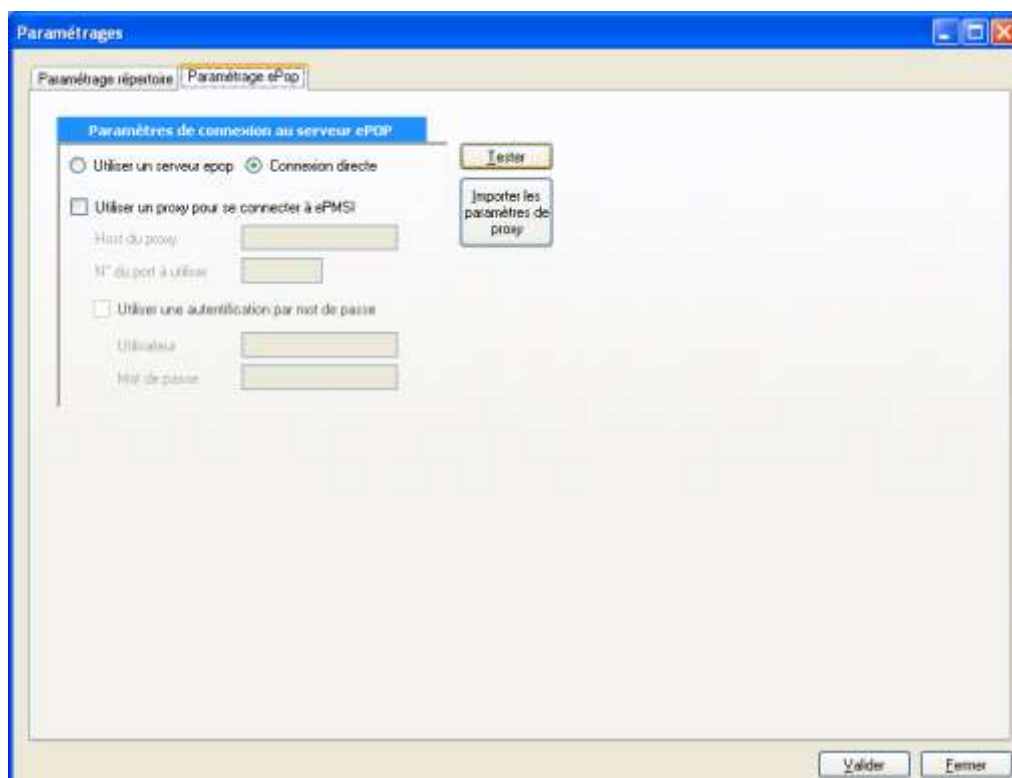 Paramétrages
Paramétrage répertoire
Paramétrage ePop
Paramètres de connexion au serveur ePOP
Utiliser un serveur epop
Connexion directe
Tester
Utiliser un proxy pour se connecter à ePMSI
Importer les
paramètres de
proxy
Host du proxy
N° du port à utiliser
Utiliser une autentification par mot de passe
Utilisateur
Mot de passe
Valider
Fermer